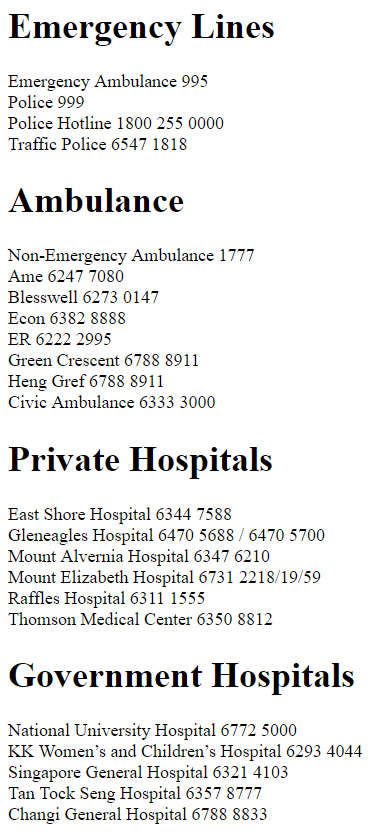 Emergency Lines
Emergency Ambulance 995
Police 999
Police Hotline 1800 255 0000
Traffic Police 6547 1818
Ambulance
Non-Emergency Ambulance 1777
Ame 6247 7080
Blesswell 6273 0147
Econ 6382 8888
ER 6222 2995
Green Crescent 6788 8911
Heng Gref 6788 8911
Civic Ambulance 6333 3000
Private Hospitals
East Shore Hospital 6344 7588
Gleneagles Hospital 6470 5688 / 6470 5700
Mount Alvernia Hospital 6347 6210
Mount Elizabeth Hospital 6731 2218/19/59
Raffles Hospital 6311 1555
Thomson Medical Center 6350 8812
Government Hospitals
National University Hospital 6772 5000
KK Women’s and Children’s Hospital 6293 4044
Singapore General Hospital 6321 4103
Tan Tock Seng Hospital 6357 8777
Changi General Hospital 6788 8833